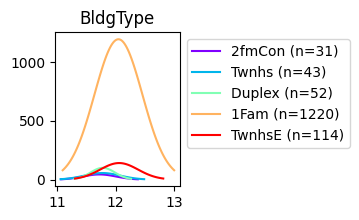 BldgType
1000
500
0
11
12
13
2fmCon (n=31)
Twnhs (n=43)
Duplex (n=52)
1Fam (n=1220)
TwnhsE (n=114)